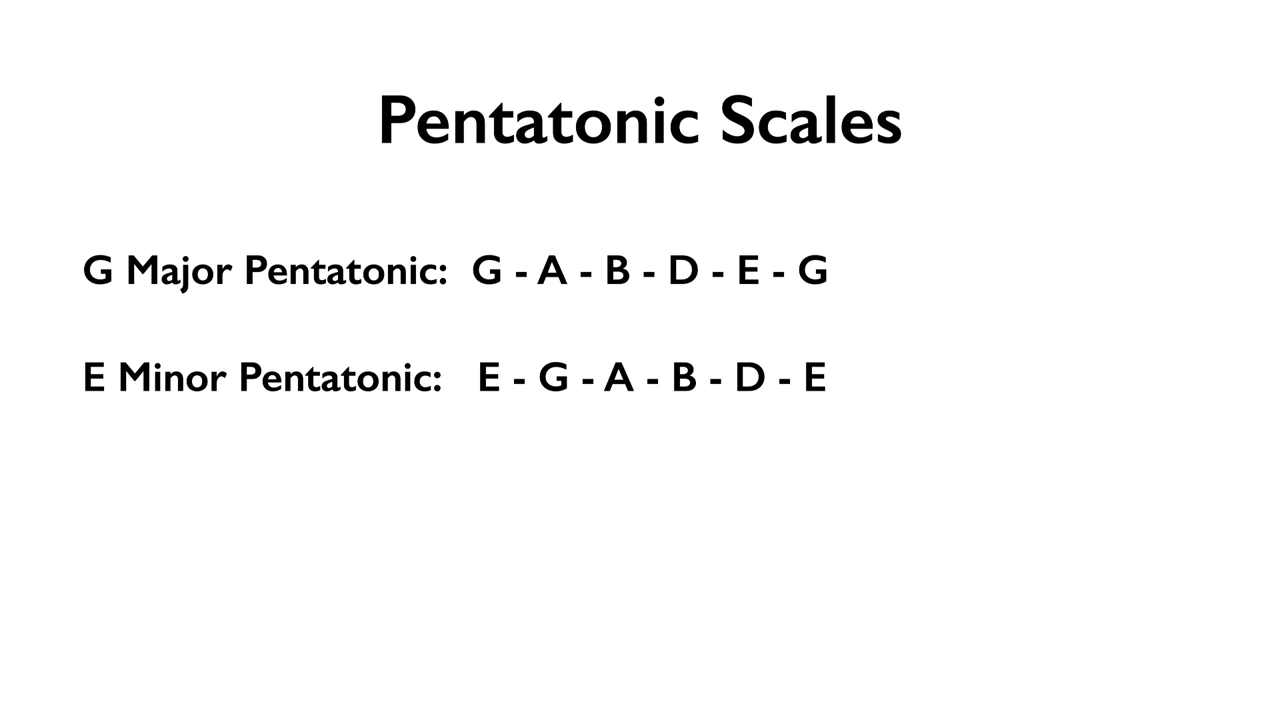 Pentatonic Scales
G Major Pentatonic: G - A - B - D - E - G
E Minor Pentatonic: E - G - A - B - D - E